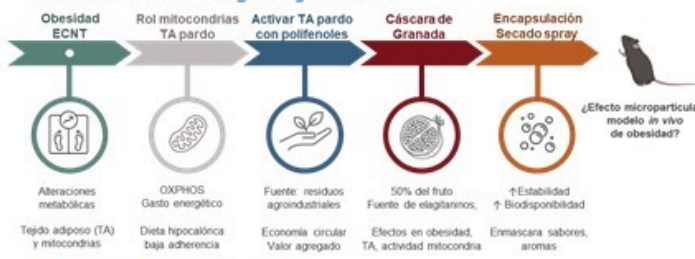 Obesidad
ECNT
Rol mitocondrias
TA pardo
Activar TA pardo
con polifenoles
Cáscara de
Granada
Encapsulación
Secado spray
¿Efecto micropartícula
modelo in vivo
de obesidad?
Alteraciones
metabólicas
Tejido adiposo (TA)
y mitocondrias
OXPHOS
Gasto energético
Dieta hipocalórica
baja adherencia
Fuente: residuos
agroindustriales
Economía circular
Valor agregado
50% del fruto
Fuente de elagitaninos,
Efectos en obesidad,
TA, actividad mitocondria
↑Estabilidad
↑ Biodisponibilidad
Enmascara sabores,
aromas